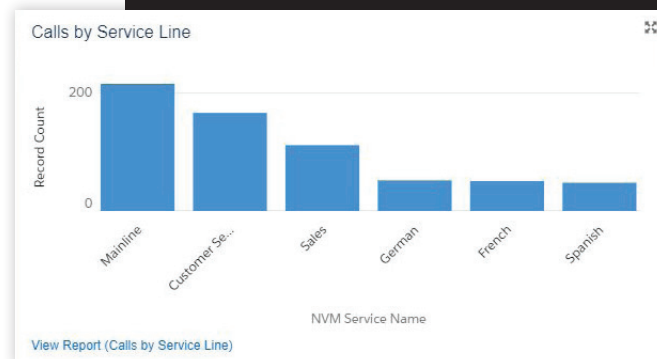 Calls by Service Line
Record Count
200
0
Mainline
Customer Se...
Sales
German
French
Spanish
NVM Service Name
View Report (Calls by Service Line)